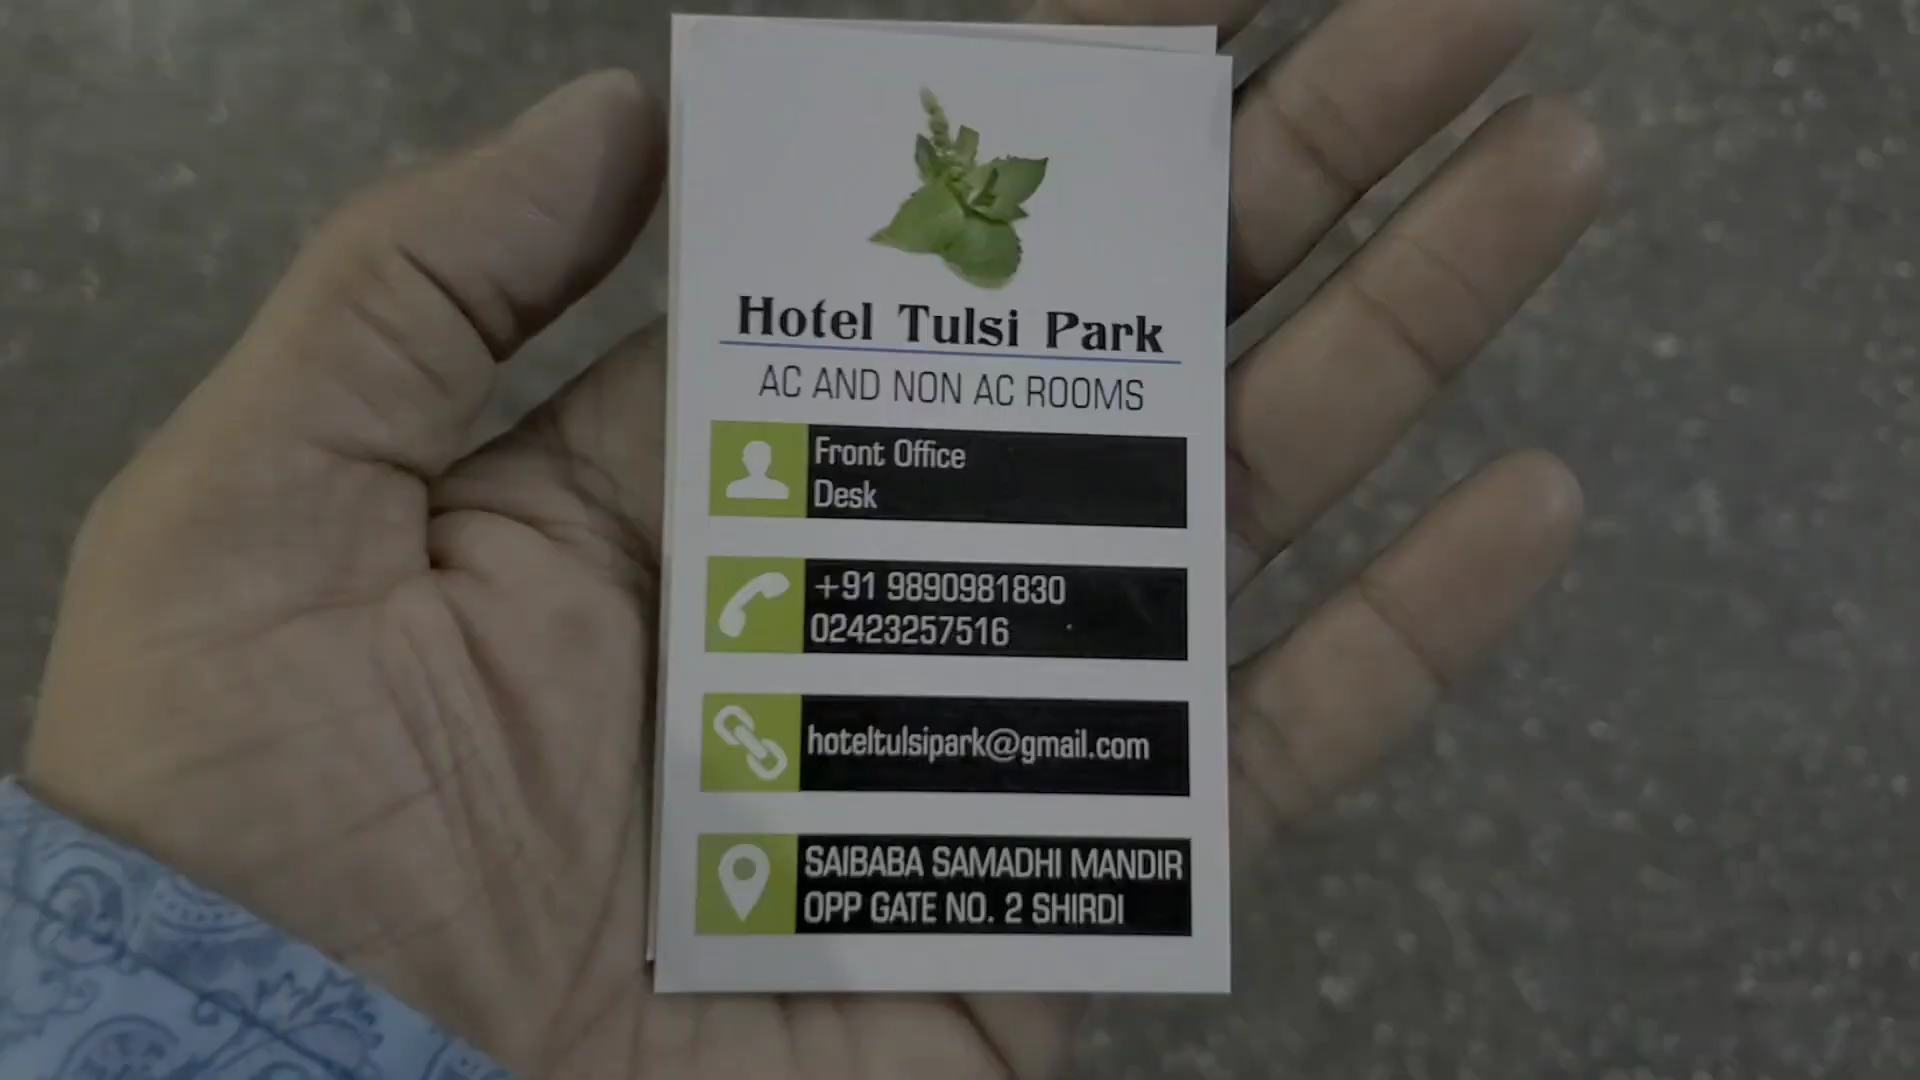 Hotel Tulsi Park
AC AND NON AC ROOMS
Front Office
Desk
+91 9890981830
02423257516
hoteltulsipark@gmail.com
SAIBABA SAMADHI MANDIR
OPP GATE NO. 2 SHIRDI